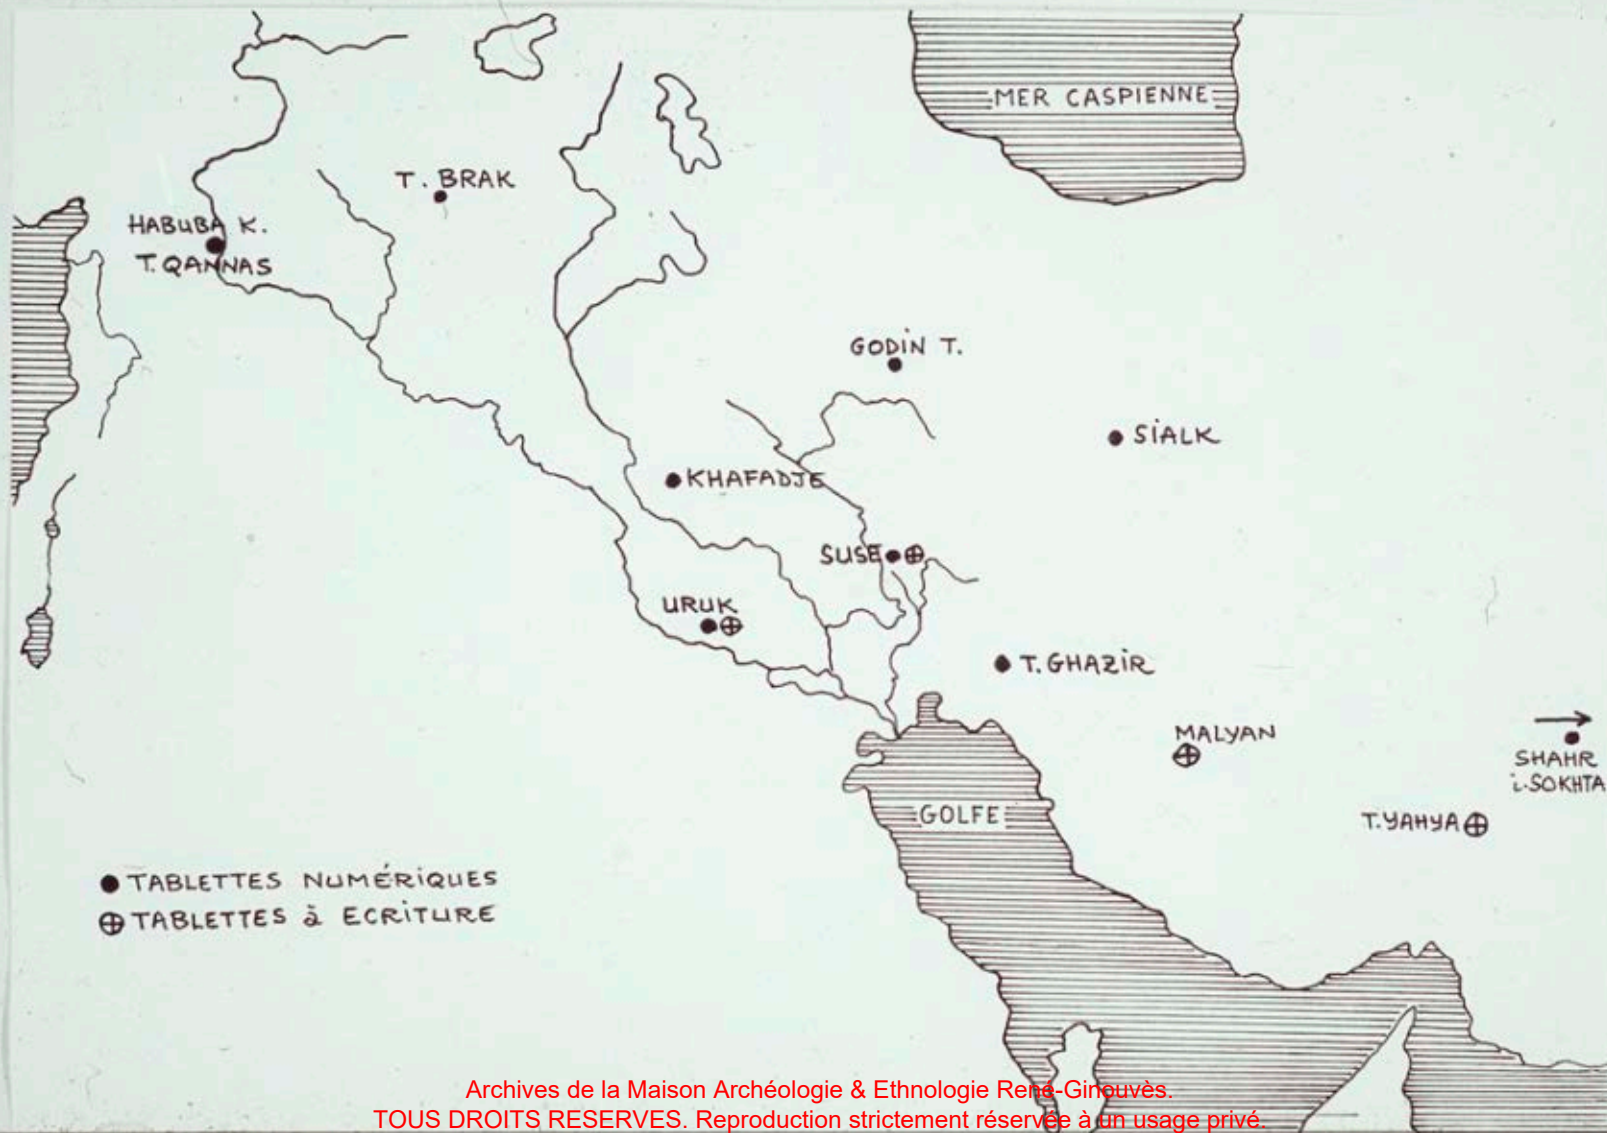 MER CASPIENNE
T. BRAK
HABUBA K.
T. QANNAS
GODIN T.
SIALK
KHAFADJE
SUSE
URUK
T. GHAZIR
MALYAN
SHAHR
i-SOKHTA
GOLFE
T. YAHYA
TABLETTES NUMÉRIQUES
TABLETTES à ECRITURE
Archives de la Maison Archéologie & Ethnologie René-Ginouvès.
TOUS DROITS RESERVES. Reproduction strictement réservée à un usage privé.